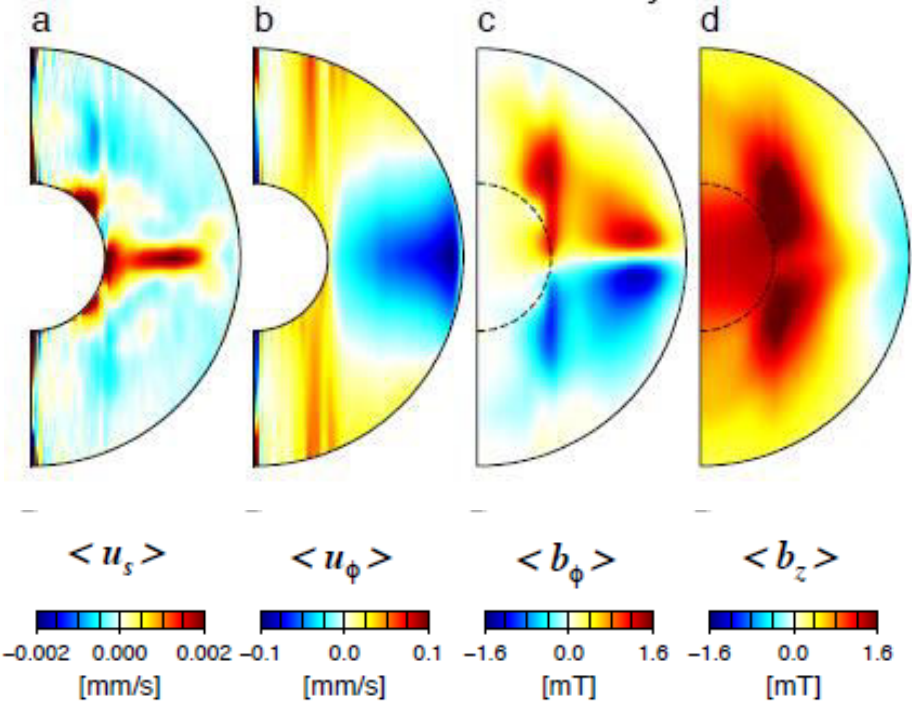 a b c d
< u_s > < u_ϕ > < b_ϕ > < b_z >
−0.002 0.000 0.002 −0.1 0.0 0.1 −1.6 0.0 1.6 −1.6 0.0 1.6
[mm/s] [mm/s] [mT] [mT]